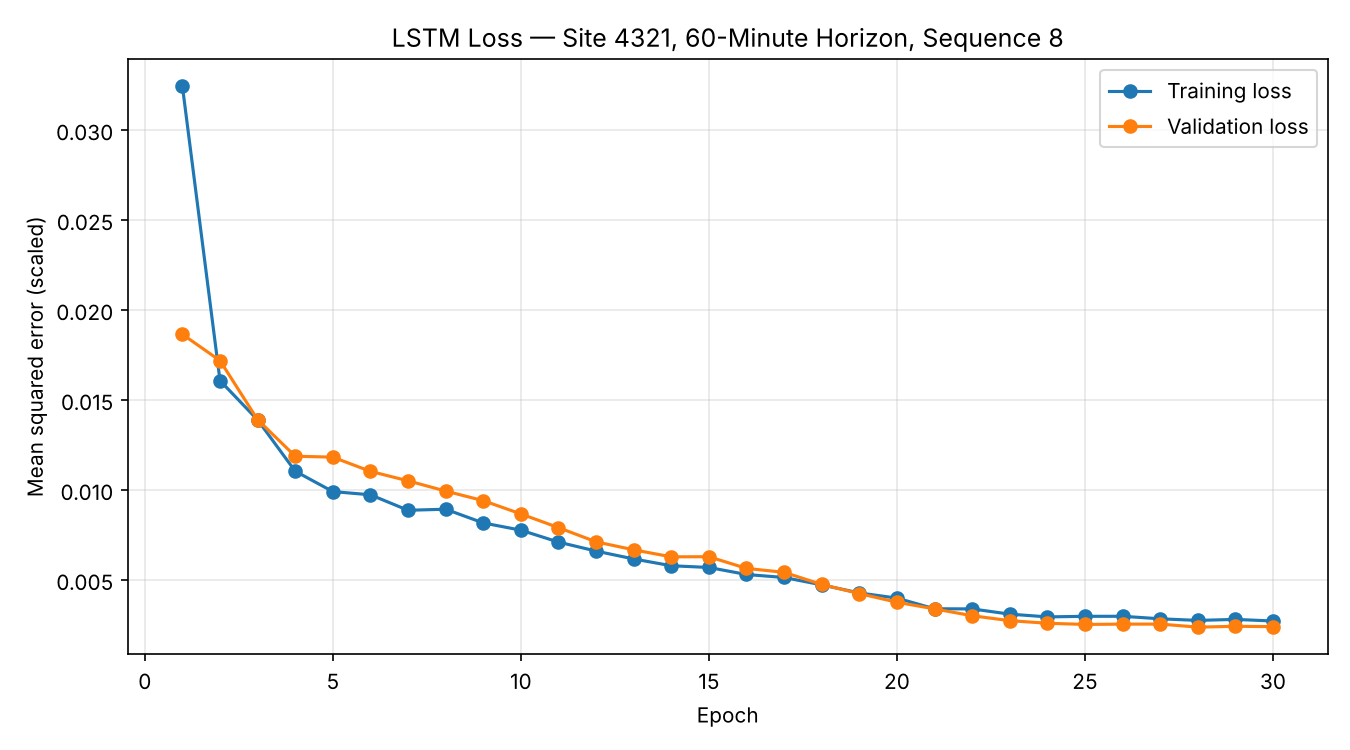 LSTM Loss — Site 4321, 60-Minute Horizon, Sequence 8
Training loss
Validation loss
Mean squared error (scaled)
0.030
0.025
0.020
0.015
0.010
0.005
0 5 10 15 20 25 30
Epoch